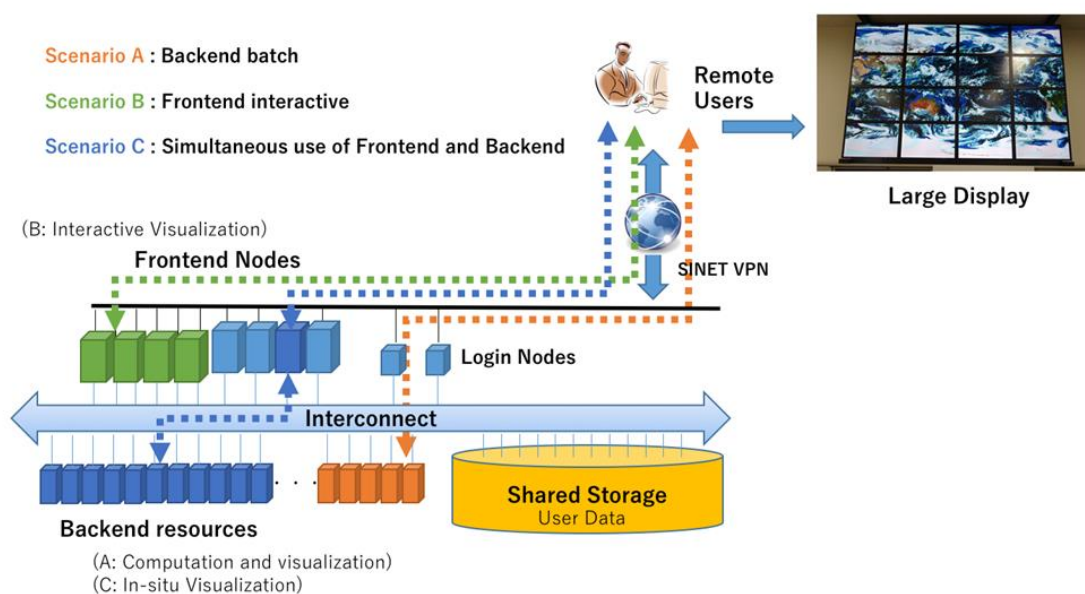 Scenario A : Backend batch
Scenario B : Frontend interactive
Scenario C : Simultaneous use of Frontend and Backend
Remote
Users
Large Display
(B: Interactive Visualization)
Frontend Nodes
SINET VPN
Login Nodes
Interconnect
. . .
Shared Storage
User Data
Backend resources
(A: Computation and visualization)
(C: In-situ Visualization)